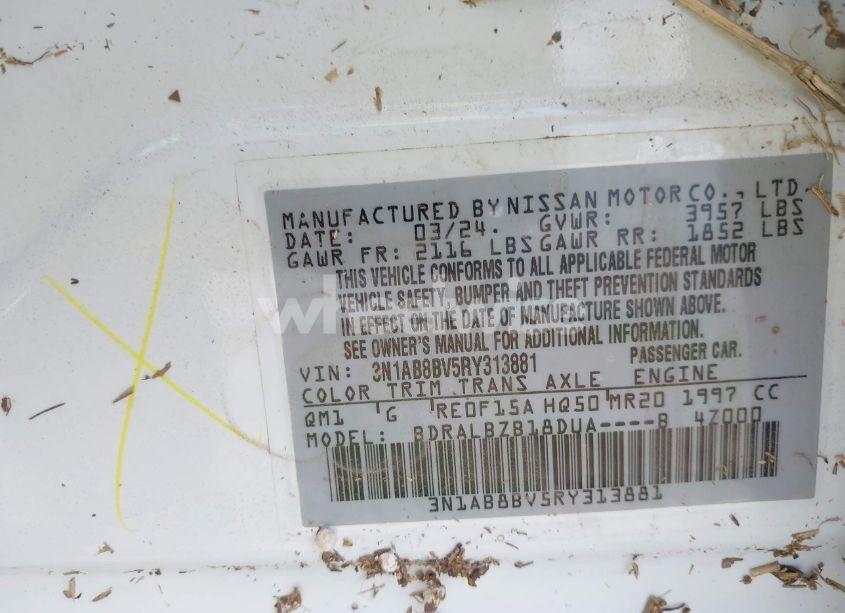 MANUFACTURED BY NISSAN MOTOR CO., LTD.
DATE: 03/24. GVWR: 3957 LBS
GAWR FR: 2116 LBS GAWR RR: 1852 LBS
THIS VEHICLE CONFORMS TO ALL APPLICABLE FEDERAL MOTOR
VEHICLE SAFETY, BUMPER AND THEFT PREVENTION STANDARDS
IN EFFECT ON THE DATE OF MANUFACTURE SHOWN ABOVE.
SEE OWNER'S MANUAL FOR ADDITIONAL INFORMATION.
VIN: 3N1AB8BV5RY313881 PASSENGER CAR.
COLOR TRIM TRANS AXLE ENGINE
QM1 G RE0F15A HQ50 MR20 1997 CC
MODEL: BDRALBZB18DUA----B 47000
3N1AB8BV5RY313881